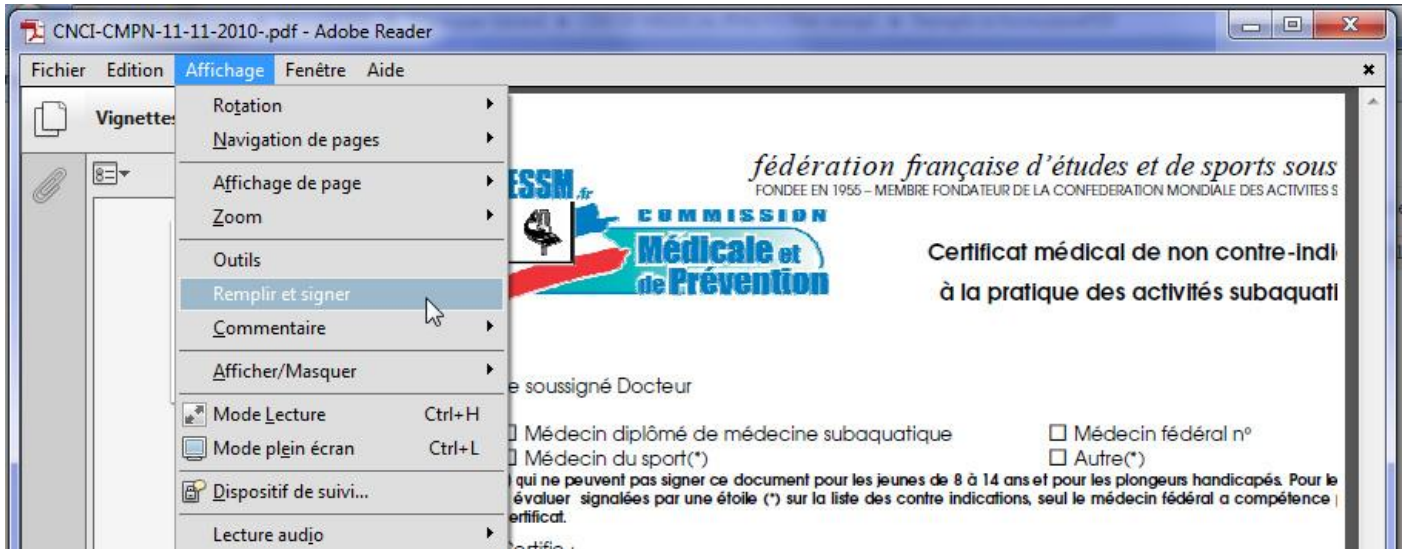 CNCI-CMPN-11-11-2010-.pdf - Adobe Reader
Fichier Edition Affichage Fenêtre Aide
Vignettes
Rotation
Navigation de pages
Affichage de page
Zoom
Outils
Remplir et signer
Commentaire
Afficher/Masquer
Mode Lecture Ctrl+H
Mode plein écran Ctrl+L
Dispositif de suivi...
Lecture audio
fédération française d'études et de sports sous
FONDEE EN 1955 – MEMBRE FONDATEUR DE LA CONFEDERATION MONDIALE DES ACTIVITES S
ESSM.fr
COMMISSION
Médicale et
de Prévention
Certificat médical de non contre-indi
à la pratique des activités subaquati
e soussigné Docteur
Médecin diplômé de médecine subaquatique Médecin fédéral nº
Médecin du sport(*) Autre(*)
) qui ne peuvent pas signer ce document pour les jeunes de 8 à 14 ans et pour les plongeurs handicapés. Pour le
évaluer signalées par une étoile (*) sur la liste des contre indications, seul le médecin fédéral a compétence
ertificat.
Certifie :